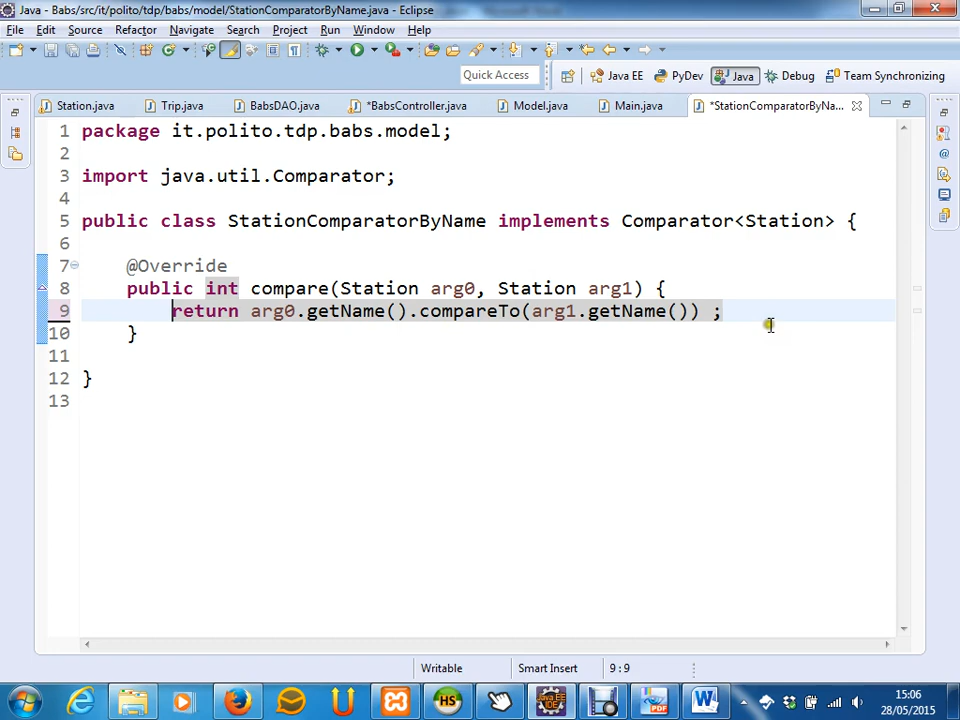 Java - Babs/src/it/polito/tdp/babs/model/StationComparatorByName.java - Eclipse
File Edit Source Refactor Navigate Search Project Run Window Help
Quick Access Java EE PyDev Java Debug Team Synchronizing
Station.java Trip.java BabsDAO.java *BabsController.java Model.java Main.java *StationComparatorByNa...
1 package it.polito.tdp.babs.model;
2
3 import java.util.Comparator;
4
5 public class StationComparatorByName implements Comparator<Station> {
6
7 @Override
8 public int compare(Station arg0, Station arg1) {
9 return arg0.getName().compareTo(arg1.getName()) ;
10 }
11
12 }
13
Writable Smart Insert 9 : 9
15:06
28/05/2015